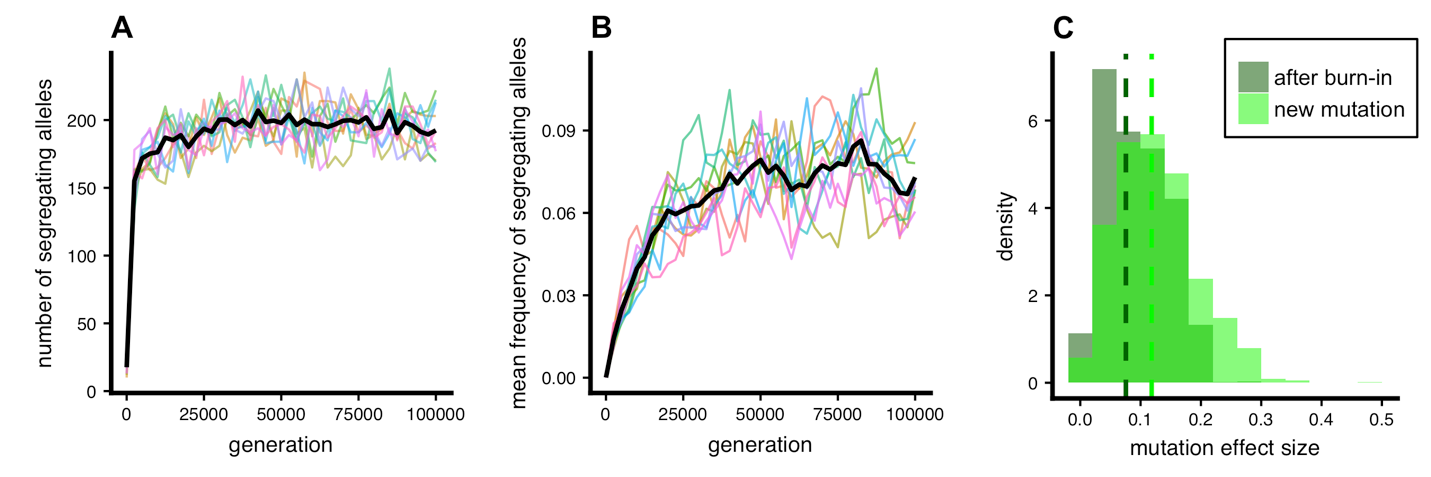 A
number of segregating alleles
200
150
100
50
0
0
25000
50000
75000
100000
generation
B
mean frequency of segregating alleles
0.09
0.06
0.03
0.00
0
25000
50000
75000
100000
generation
C
after burn-in
new mutation
density
6
4
2
0
0.0
0.1
0.2
0.3
0.4
0.5
mutation effect size